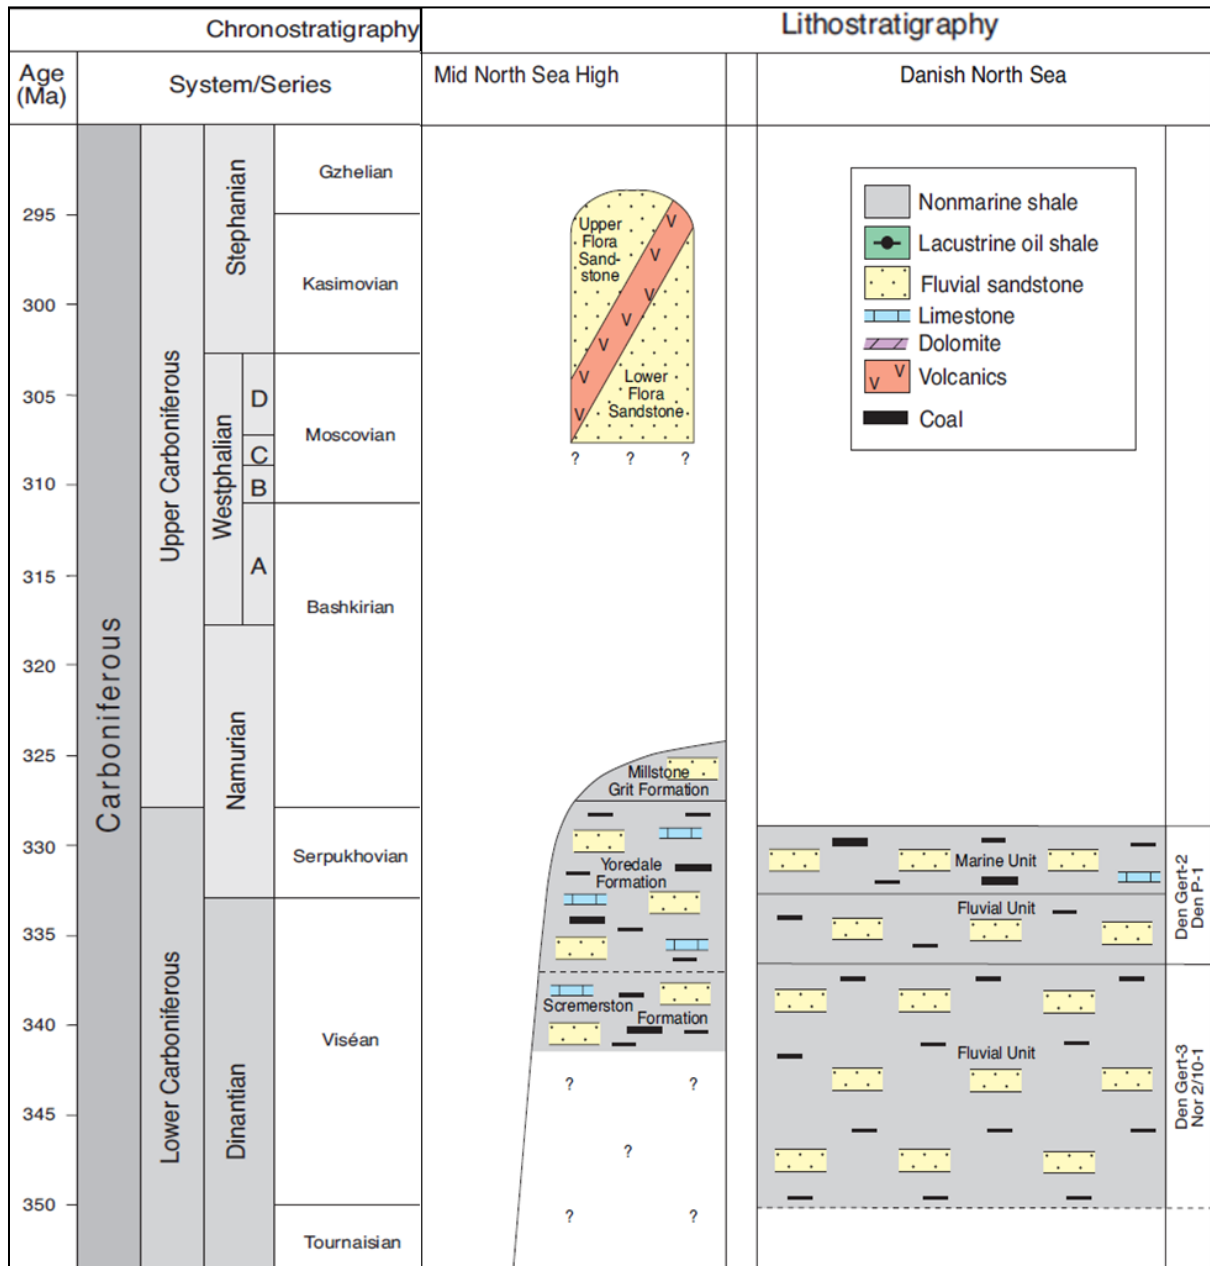 Chronostratigraphy
Lithostratigraphy
Age
(Ma)
System/Series
Mid North Sea High
Danish North Sea
295
300
305
310
315
320
325
330
335
340
345
350
Carboniferous
Upper Carboniferous
Lower Carboniferous
Stephanian
Westphalian
Namurian
Dinantian
D
C
B
A
Gzhelian
Kasimovian
Moscovian
Bashkirian
Serpukhovian
Viséan
Tournaisian
Upper
Flora
Sand-
stone
V
V
V
V
V
V
V
Lower
Flora
Sandstone
? ? ?
Millstone
Grit Formation
Yoredale
Formation
Scremerston
Formation
? ?
?
? ?
Nonmarine shale
Lacustrine oil shale
Fluvial sandstone
Limestone
Dolomite
V V
Volcanics
Coal
Marine Unit
Fluvial Unit
Fluvial Unit
Den Gert-2
Den P-1
Den Gert-3
Nor 2/10-1